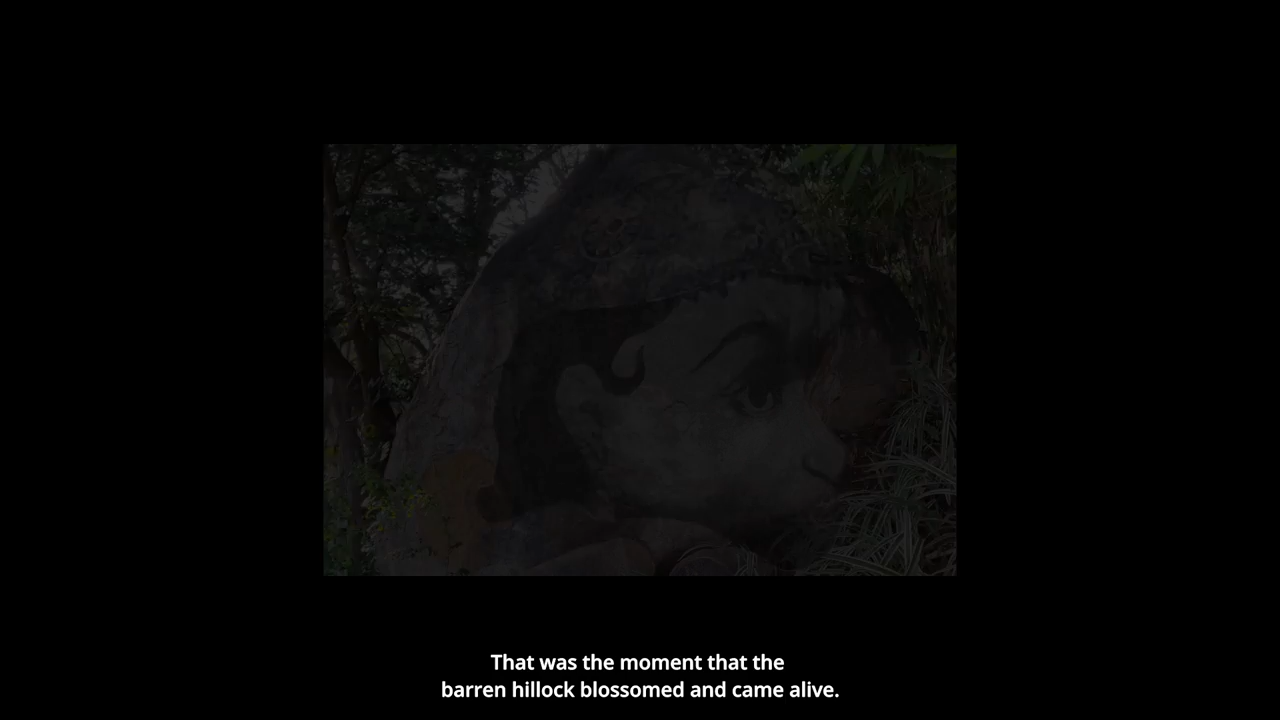 That was the moment that the
barren hillock blossomed and came alive.